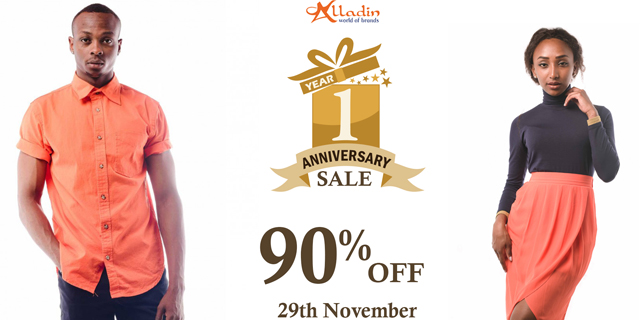 Alladin
world of brands
YEAR
1
ANNIVERSARY
SALE
90% OFF
29th November